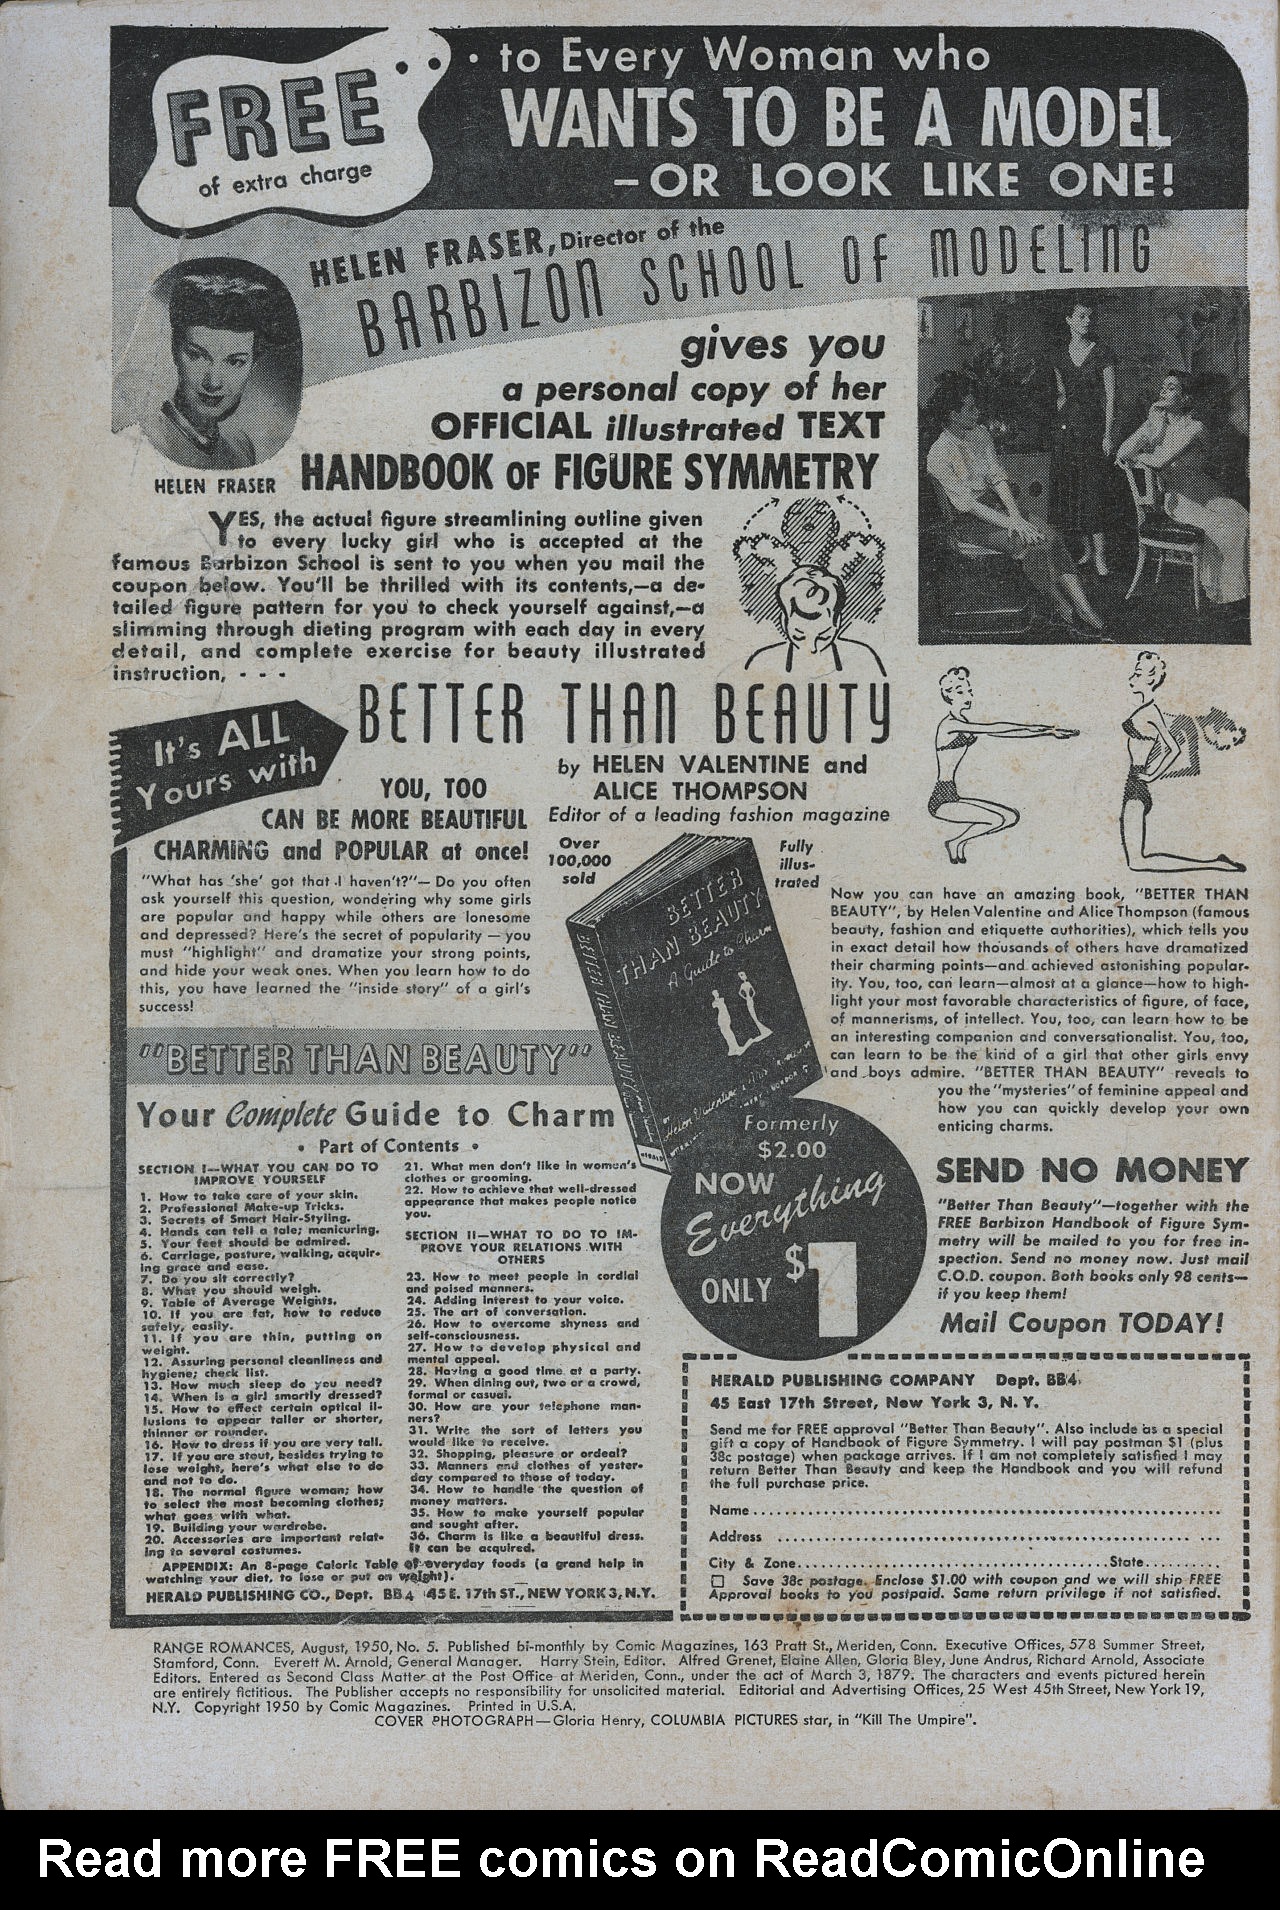 FREE
of extra charge
to Every Woman who
WANTS TO BE A MODEL
-OR LOOK LIKE ONE!
HELEN FRASER, Director of the
BARBIZON SCHOOL OF MODELING
gives you
a personal copy of her
OFFICIAL illustrated TEXT
HANDBOOK OF FIGURE SYMMETRY
HELEN FRASER
YES, the actual figure streamlining outline given
to every lucky girl who is accepted at the
famous Barbizon School is sent to you when you mail the
coupon below. You'll be thrilled with its contents,—a de-
tailed figure pattern for you to check yourself against,—a
slimming through dieting program with each day in every
detail, and complete exercise for beauty illustrated
instruction, - - -
It's ALL
Yours with
BETTER THAN BEAUTY
by HELEN VALENTINE and
ALICE THOMPSON
Editor of a leading fashion magazine
YOU, TOO
CAN BE MORE BEAUTIFUL
CHARMING and POPULAR at once!
"What has 'she' got that I haven't?"— Do you often
ask yourself this question, wondering why some girls
are popular and happy while others are lonesome
and depressed? Here's the secret of popularity — you
must "highlight" and dramatize your strong points,
and hide your weak ones. When you learn how to do
this, you have learned the "inside story" of a girl's
success!
Over
100,000
sold
Fully
illus-
trated
BETTER
THAN BEAUTY
A Guide to Charm
Now you can have an amazing book, "BETTER THAN
BEAUTY", by Helen Valentine and Alice Thompson (famous
beauty, fashion and etiquette authorities), which tells you
in exact detail how thousands of others have dramatized
their charming points—and achieved astonishing popular-
ity. You, too, can learn—almost at a glance—how to high-
light your most favorable characteristics of figure, of face,
of mannerisms, of intellect. You, too, can learn how to be
an interesting companion and conversationalist. You, too,
can learn to be the kind of a girl that other girls envy
and boys admire. "BETTER THAN BEAUTY" reveals to
you the "mysteries" of feminine appeal and
how you can quickly develop your own
enticing charms.
"BETTER THAN BEAUTY"
Your Complete Guide to Charm
• Part of Contents •
SECTION I—WHAT YOU CAN DO TO
IMPROVE YOURSELF
1. How to take care of your skin.
2. Professional Make-up Tricks.
3. Secrets of Smart Hair-Styling.
4. Hands can tell a tale; manicuring.
5. Your feet should be admired.
6. Carriage, posture, walking, acquir-
ing grace and ease.
7. Do you sit correctly?
8. What you should weigh.
9. Table of Average Weights.
10. If you are fat, how to reduce
safely, easily.
11. If you are thin, putting on
weight.
12. Assuring personal cleanliness and
hygiene; check list.
13. How much sleep do you need?
14. When is a girl smartly dressed?
15. How to effect certain optical il-
lusions to appear taller or shorter,
thinner or rounder.
16. How to dress if you are very tall.
17. If you are stout, besides trying to
lose weight, here's what else to do
and not to do.
18. The normal figure woman; how
to select the most becoming clothes;
what goes with what.
19. Building your wardrobe.
20. Accessories are important relat-
ing to several costumes.
21. What men don't like in women's
clothes or grooming.
22. How to achieve that well-dressed
appearance that makes people notice
you.
SECTION II—WHAT TO DO TO IM-
PROVE YOUR RELATIONS WITH
OTHERS
23. How to meet people in cordial
and poised manners.
24. Adding interest to your voice.
25. The art of conversation.
26. How to overcome shyness and
self-consciousness.
27. How to develop physical and
mental appeal.
28. Having a good time at a party.
29. When dining out, two or a crowd,
formal or casual.
30. How are your telephone man-
ners?
31. Write the sort of letters you
would like to receive.
32. Shopping, pleasure or ordeal?
33. Manners and clothes of yester-
day compared to those of today.
34. How to handle the question of
money matters.
35. How to make yourself popular
and sought after.
36. Charm is like a beautiful dress.
It can be acquired.
APPENDIX: An 8-page Caloric Table of everyday foods (a grand help in
watching your diet, to lose or put on weight).
HERALD PUBLISHING CO., Dept. BB4 45 E. 17th ST., NEW YORK 3, N.Y.
Formerly
$2.00
NOW
Everything
ONLY $1
SEND NO MONEY
"Better Than Beauty"—together with the
FREE Barbizon Handbook of Figure Sym-
metry will be mailed to you for free in-
spection. Send no money now. Just mail
C.O.D. coupon. Both books only 98 cents—
if you keep them!
Mail Coupon TODAY!
HERALD PUBLISHING COMPANY Dept. BB4
45 East 17th Street, New York 3, N. Y.
Send me for FREE approval "Better Than Beauty". Also include as a special
gift a copy of Handbook of Figure Symmetry. I will pay postman $1 (plus
38c postage) when package arrives. If I am not completely satisfied I may
return Better Than Beauty and keep the Handbook and you will refund
the full purchase price.
Name
Address
City & Zone State
Save 38c postage. Enclose $1.00 with coupon and we will ship FREE
Approval books to you postpaid. Same return privilege if not satisfied.
RANGE ROMANCES, August, 1950, No. 5. Published bi-monthly by Comic Magazines, 163 Pratt St., Meriden, Conn. Executive Offices, 578 Summer Street,
Stamford, Conn. Everett M. Arnold, General Manager. Harry Stein, Editor. Alfred Grenet, Elaine Allen, Gloria Bley, June Andrus, Richard Arnold, Associate
Editors. Entered as Second Class Matter at the Post Office at Meriden, Conn., under the act of March 3, 1879. The characters and events pictured herein
are entirely fictitious. The Publisher accepts no responsibility for unsolicited material. Editorial and Advertising Offices, 25 West 45th Street, New York 19,
N.Y. Copyright 1950 by Comic Magazines. Printed in U.S.A.
COVER PHOTOGRAPH—Gloria Henry, COLUMBIA PICTURES star, in "Kill The Umpire".
Read more FREE comics on ReadComicOnline